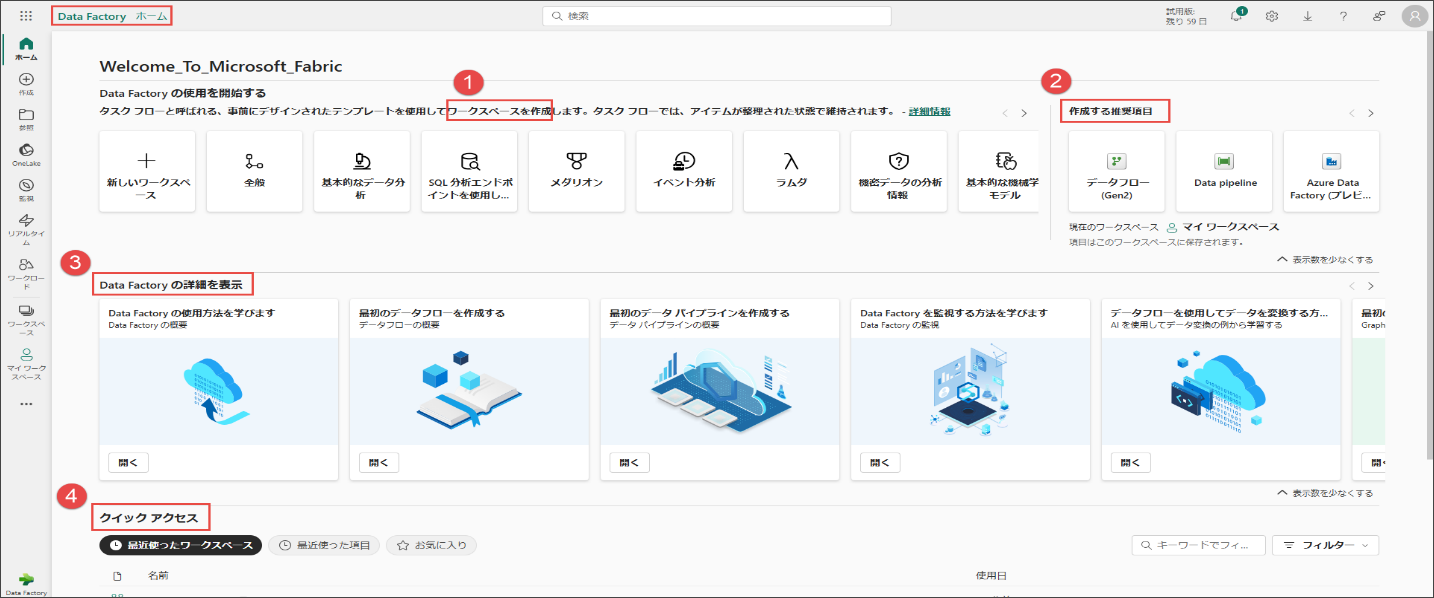 Data Factory ホーム
検索
試用版:
残り 59 日
1
ホーム
作成
参照
OneLake
監視
リアルタイ
ム
ワークロー
ド
ワークスペ
ース
マイ ワーク
スペース
Data Factory
Welcome_To_Microsoft_Fabric
1
Data Factory の使用を開始する
タスク フローと呼ばれる、事前にデザインされたテンプレートを使用してワークスペースを作成します。タスク フローでは、アイテムが整理された状態で維持されます。 - 詳細情報
新しいワークスペ
ース
全般
基本的なデータ分
析
SQL 分析エンドポ
イントを使用し...
メダリオン
イベント分析
ラムダ
機密データの分析
情報
基本的な機械学
モデル
2
作成する推奨項目
データフロー
(Gen2)
Data pipeline
Azure Data
Factory (プレビ...
現在のワークスペース マイ ワークスペース
項目はこのワークスペースに保存されます。
表示数を少なくする
3
Data Factory の詳細を表示
Data Factory の使用方法を学びます
Data Factory の概要
開く
最初のデータフローを作成する
データフローの概要
開く
最初のデータ パイプラインを作成する
データ パイプラインの概要
開く
Data Factory を監視する方法を学びます
Data Factory の監視
開く
データフローを使用してデータを変換する方...
AI を使用してデータ変換の例から学習する
開く
最初の
Graph
開く
表示数を少なくする
4
クイック アクセス
最近使ったワークスペース
最近使った項目
お気に入り
キーワードでフィ...
フィルター
名前
使用日